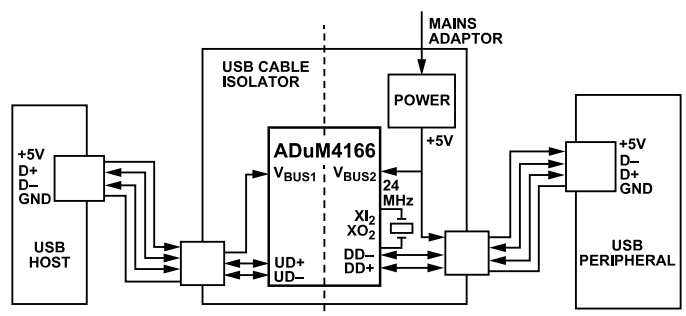 MAINS
ADAPTOR
USB CABLE
ISOLATOR
POWER
+5V
ADuM4166
VBUS1
VBUS2
24
MHz
XI2
XO2
UD+
UD–
DD–
DD+
+5V
D+
D–
GND
USB
HOST
+5V
D–
D+
GND
USB
PERIPHERAL